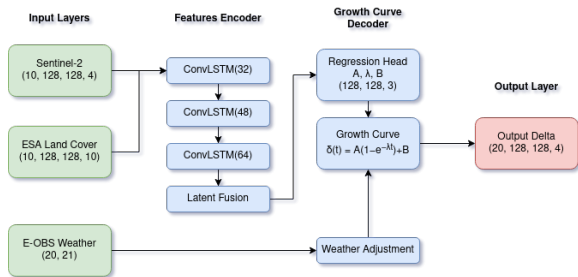 Input Layers
Features Encoder
Growth Curve
Decoder
Output Layer
Sentinel-2
(10, 128, 128, 4)
ESA Land Cover
(10, 128, 128, 10)
E-OBS Weather
(20, 21)
ConvLSTM(32)
ConvLSTM(48)
ConvLSTM(64)
Latent Fusion
Regression Head
A, λ, B
(128, 128, 3)
Growth Curve
δ(t) = A(1−e^−λt)+B
Weather Adjustment
Output Delta
(20, 128, 128, 4)